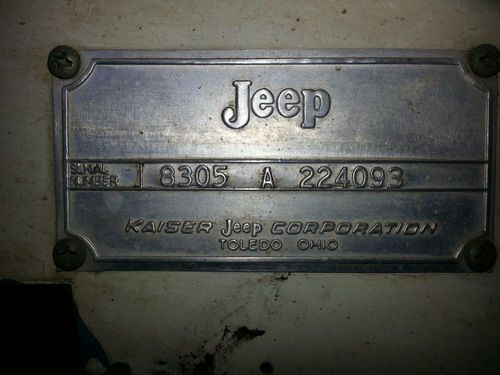 Jeep
SERIAL
NUMBER 8305 A 224093
KAISER Jeep CORPORATION
TOLEDO OHIO